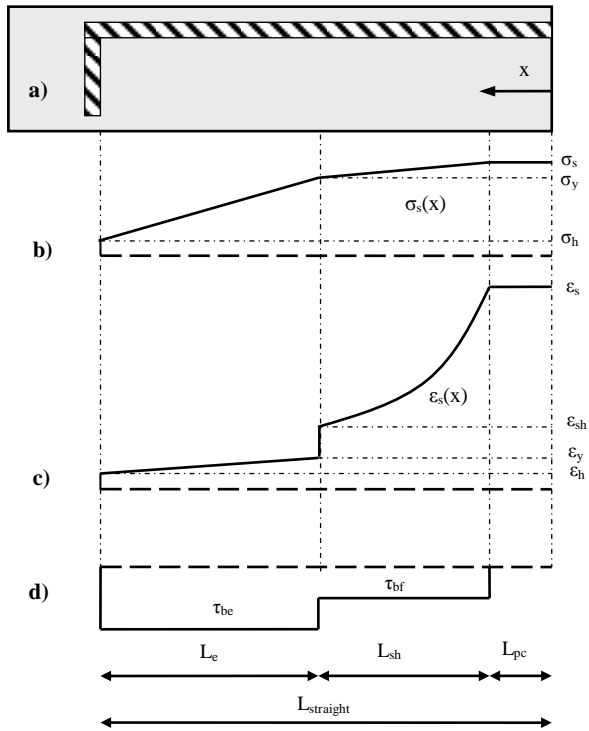 x
a)
σs
σy
σs(x)
σh
b)
εs
εs(x)
εsh
εy
εh
c)
d)
τbe
τbf
Le
Lsh
Lpc
Lstraight